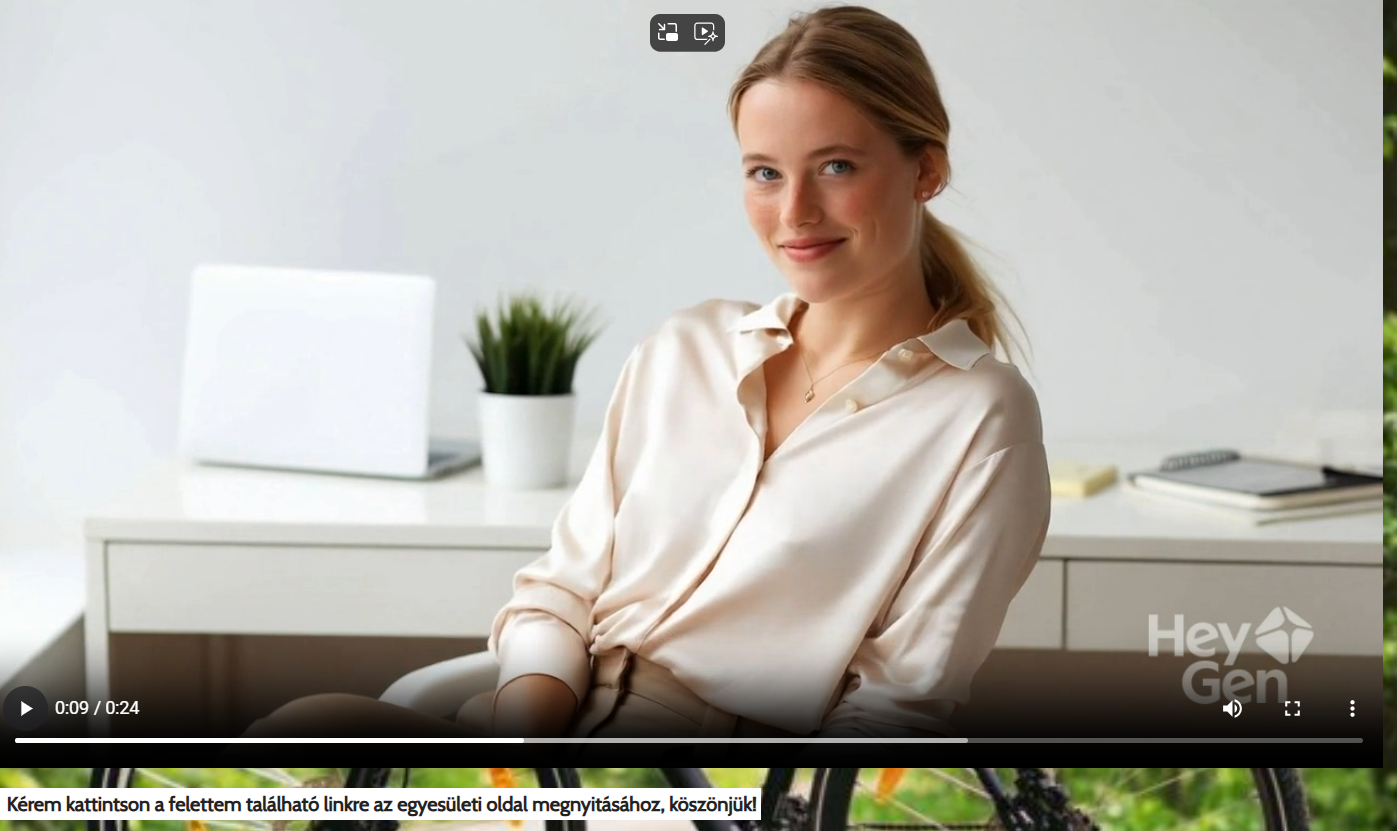 Hey
Gen
0:09 / 0:24
Kérem kattintson a felettem található linkre az egyesületi oldal megnyitásához, köszönjük!